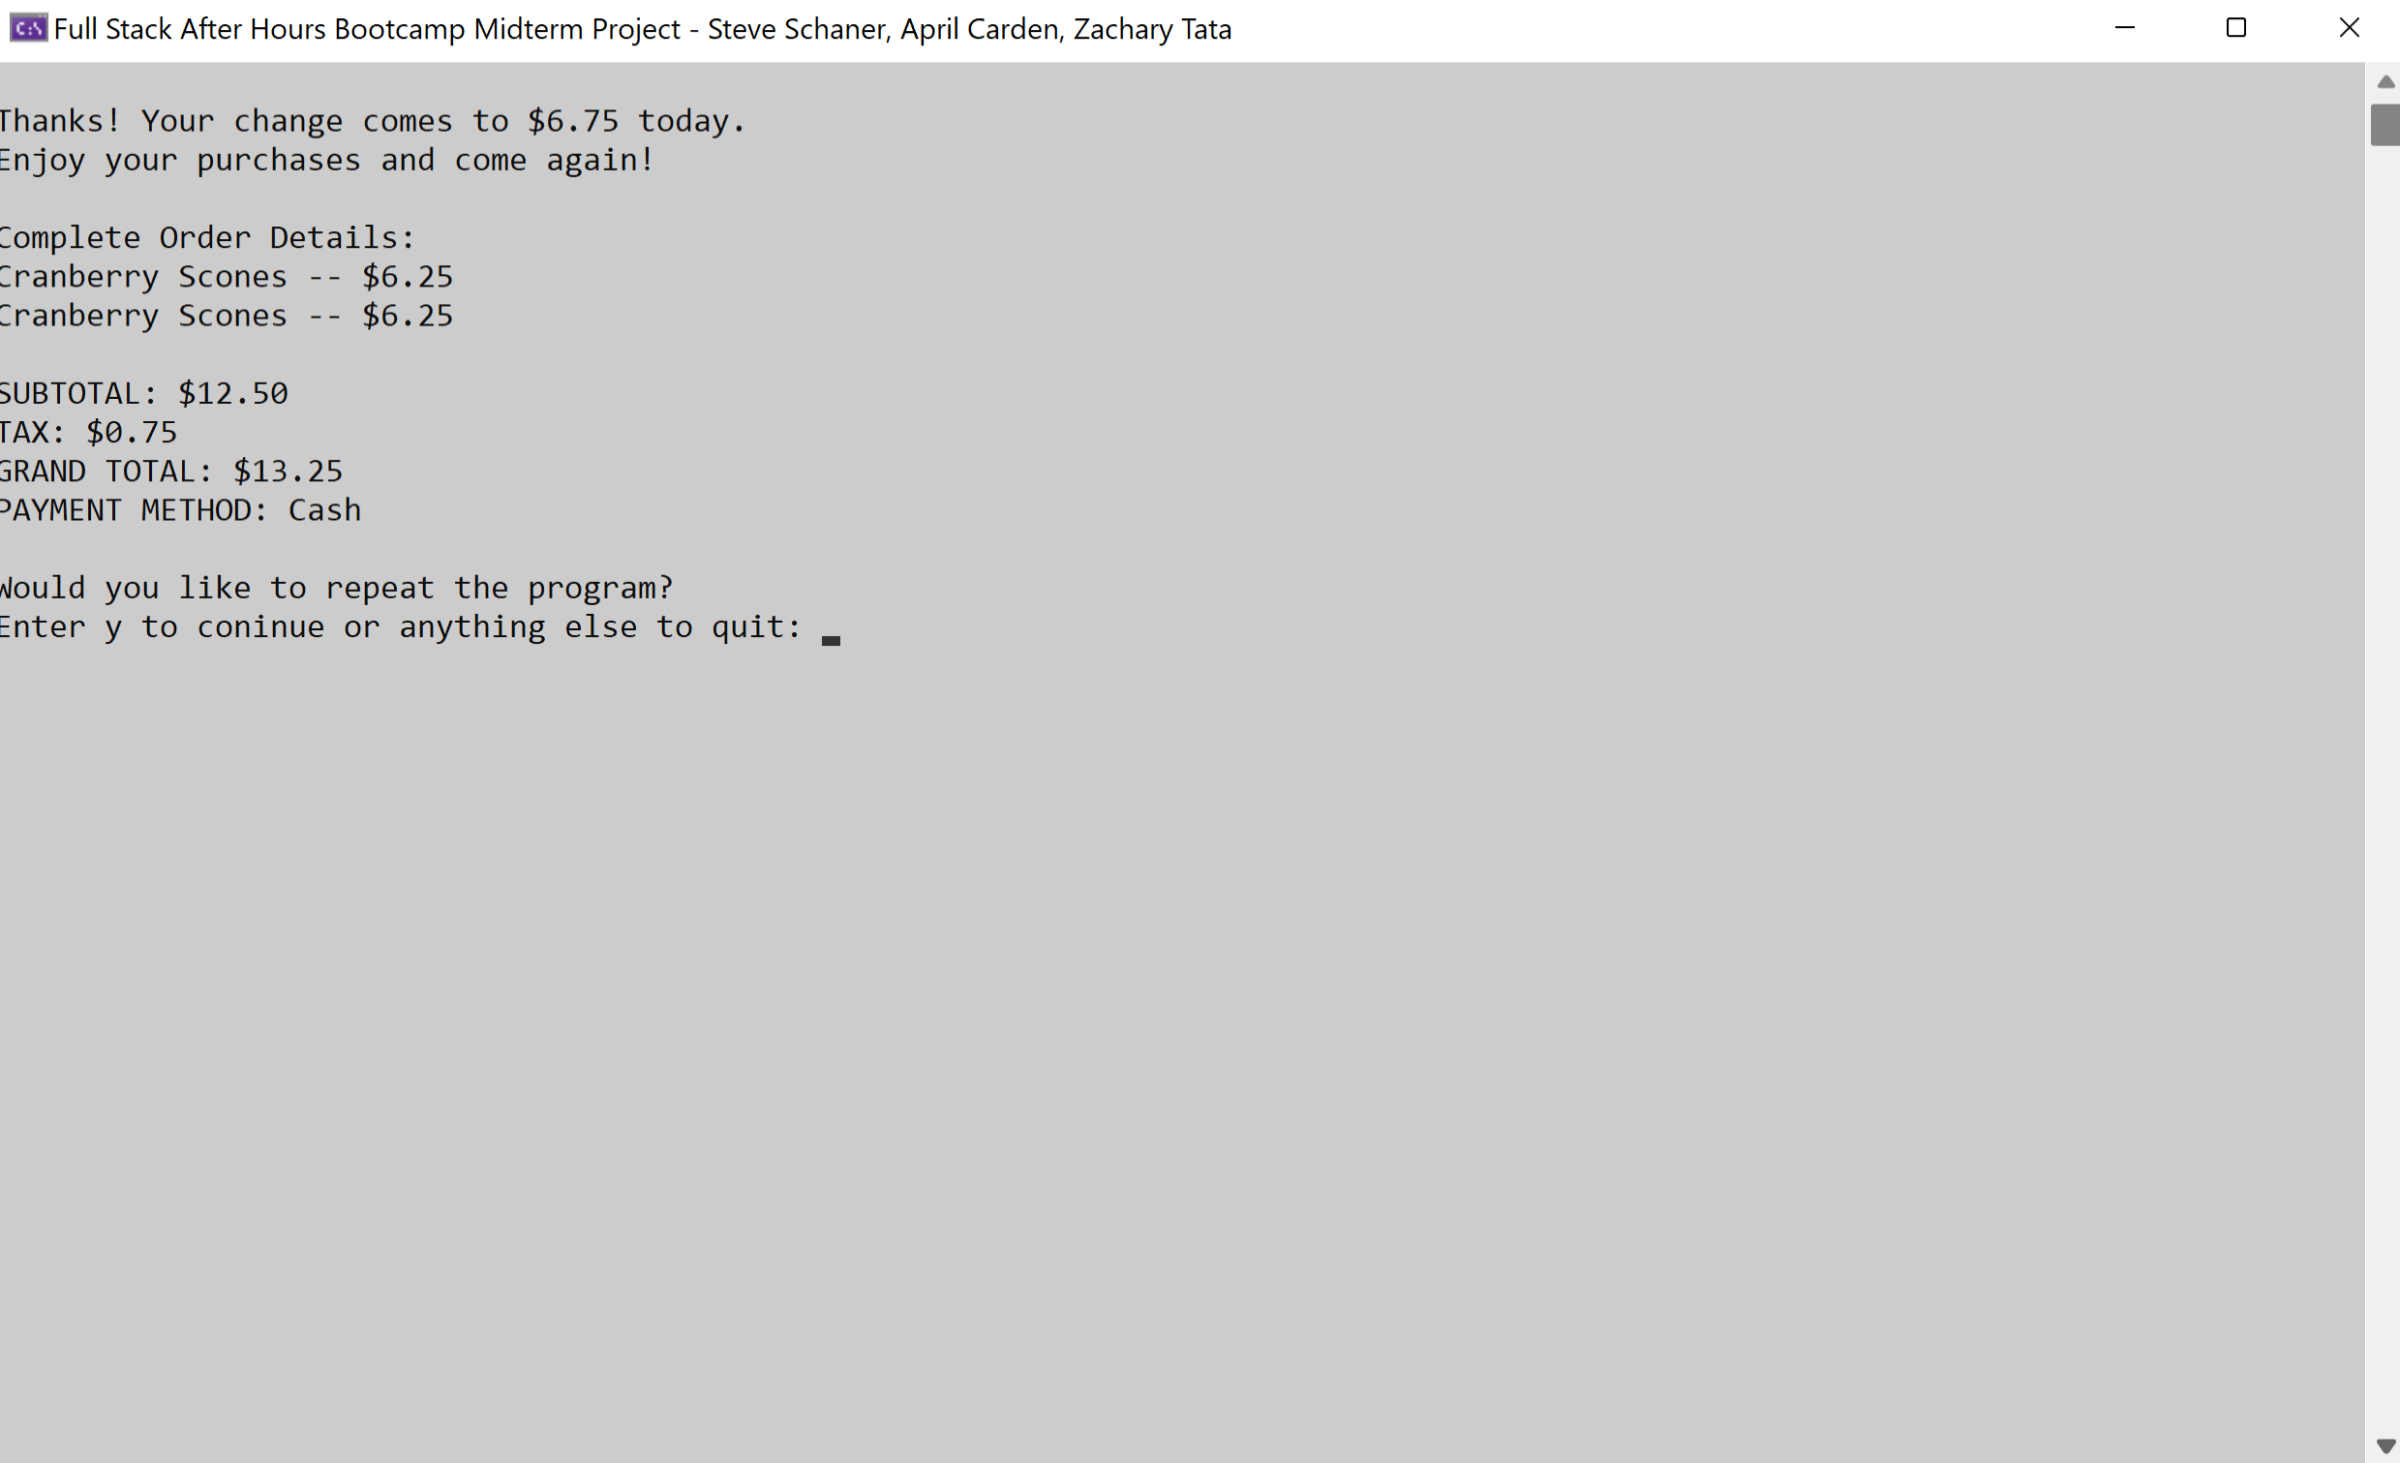 C:\
Full Stack After Hours Bootcamp Midterm Project - Steve Schaner, April Carden, Zachary Tata
Thanks! Your change comes to $6.75 today.
Enjoy your purchases and come again!
Complete Order Details:
Cranberry Scones -- $6.25
Cranberry Scones -- $6.25
SUBTOTAL: $12.50
TAX: $0.75
GRAND TOTAL: $13.25
PAYMENT METHOD: Cash
Would you like to repeat the program?
Enter y to coninue or anything else to quit: